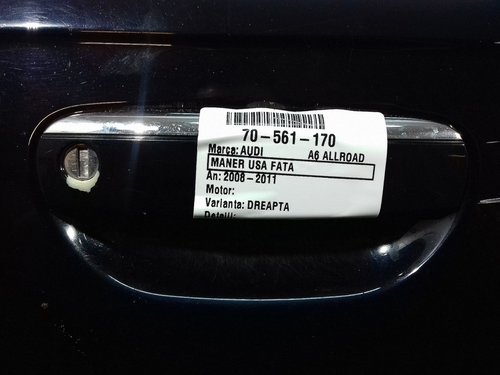 70-561-170
Marca: AUDI A6 ALLROAD
MANER USA FATA
An: 2008-2011
Motor:
Varianta: DREAPTA
Detalii: